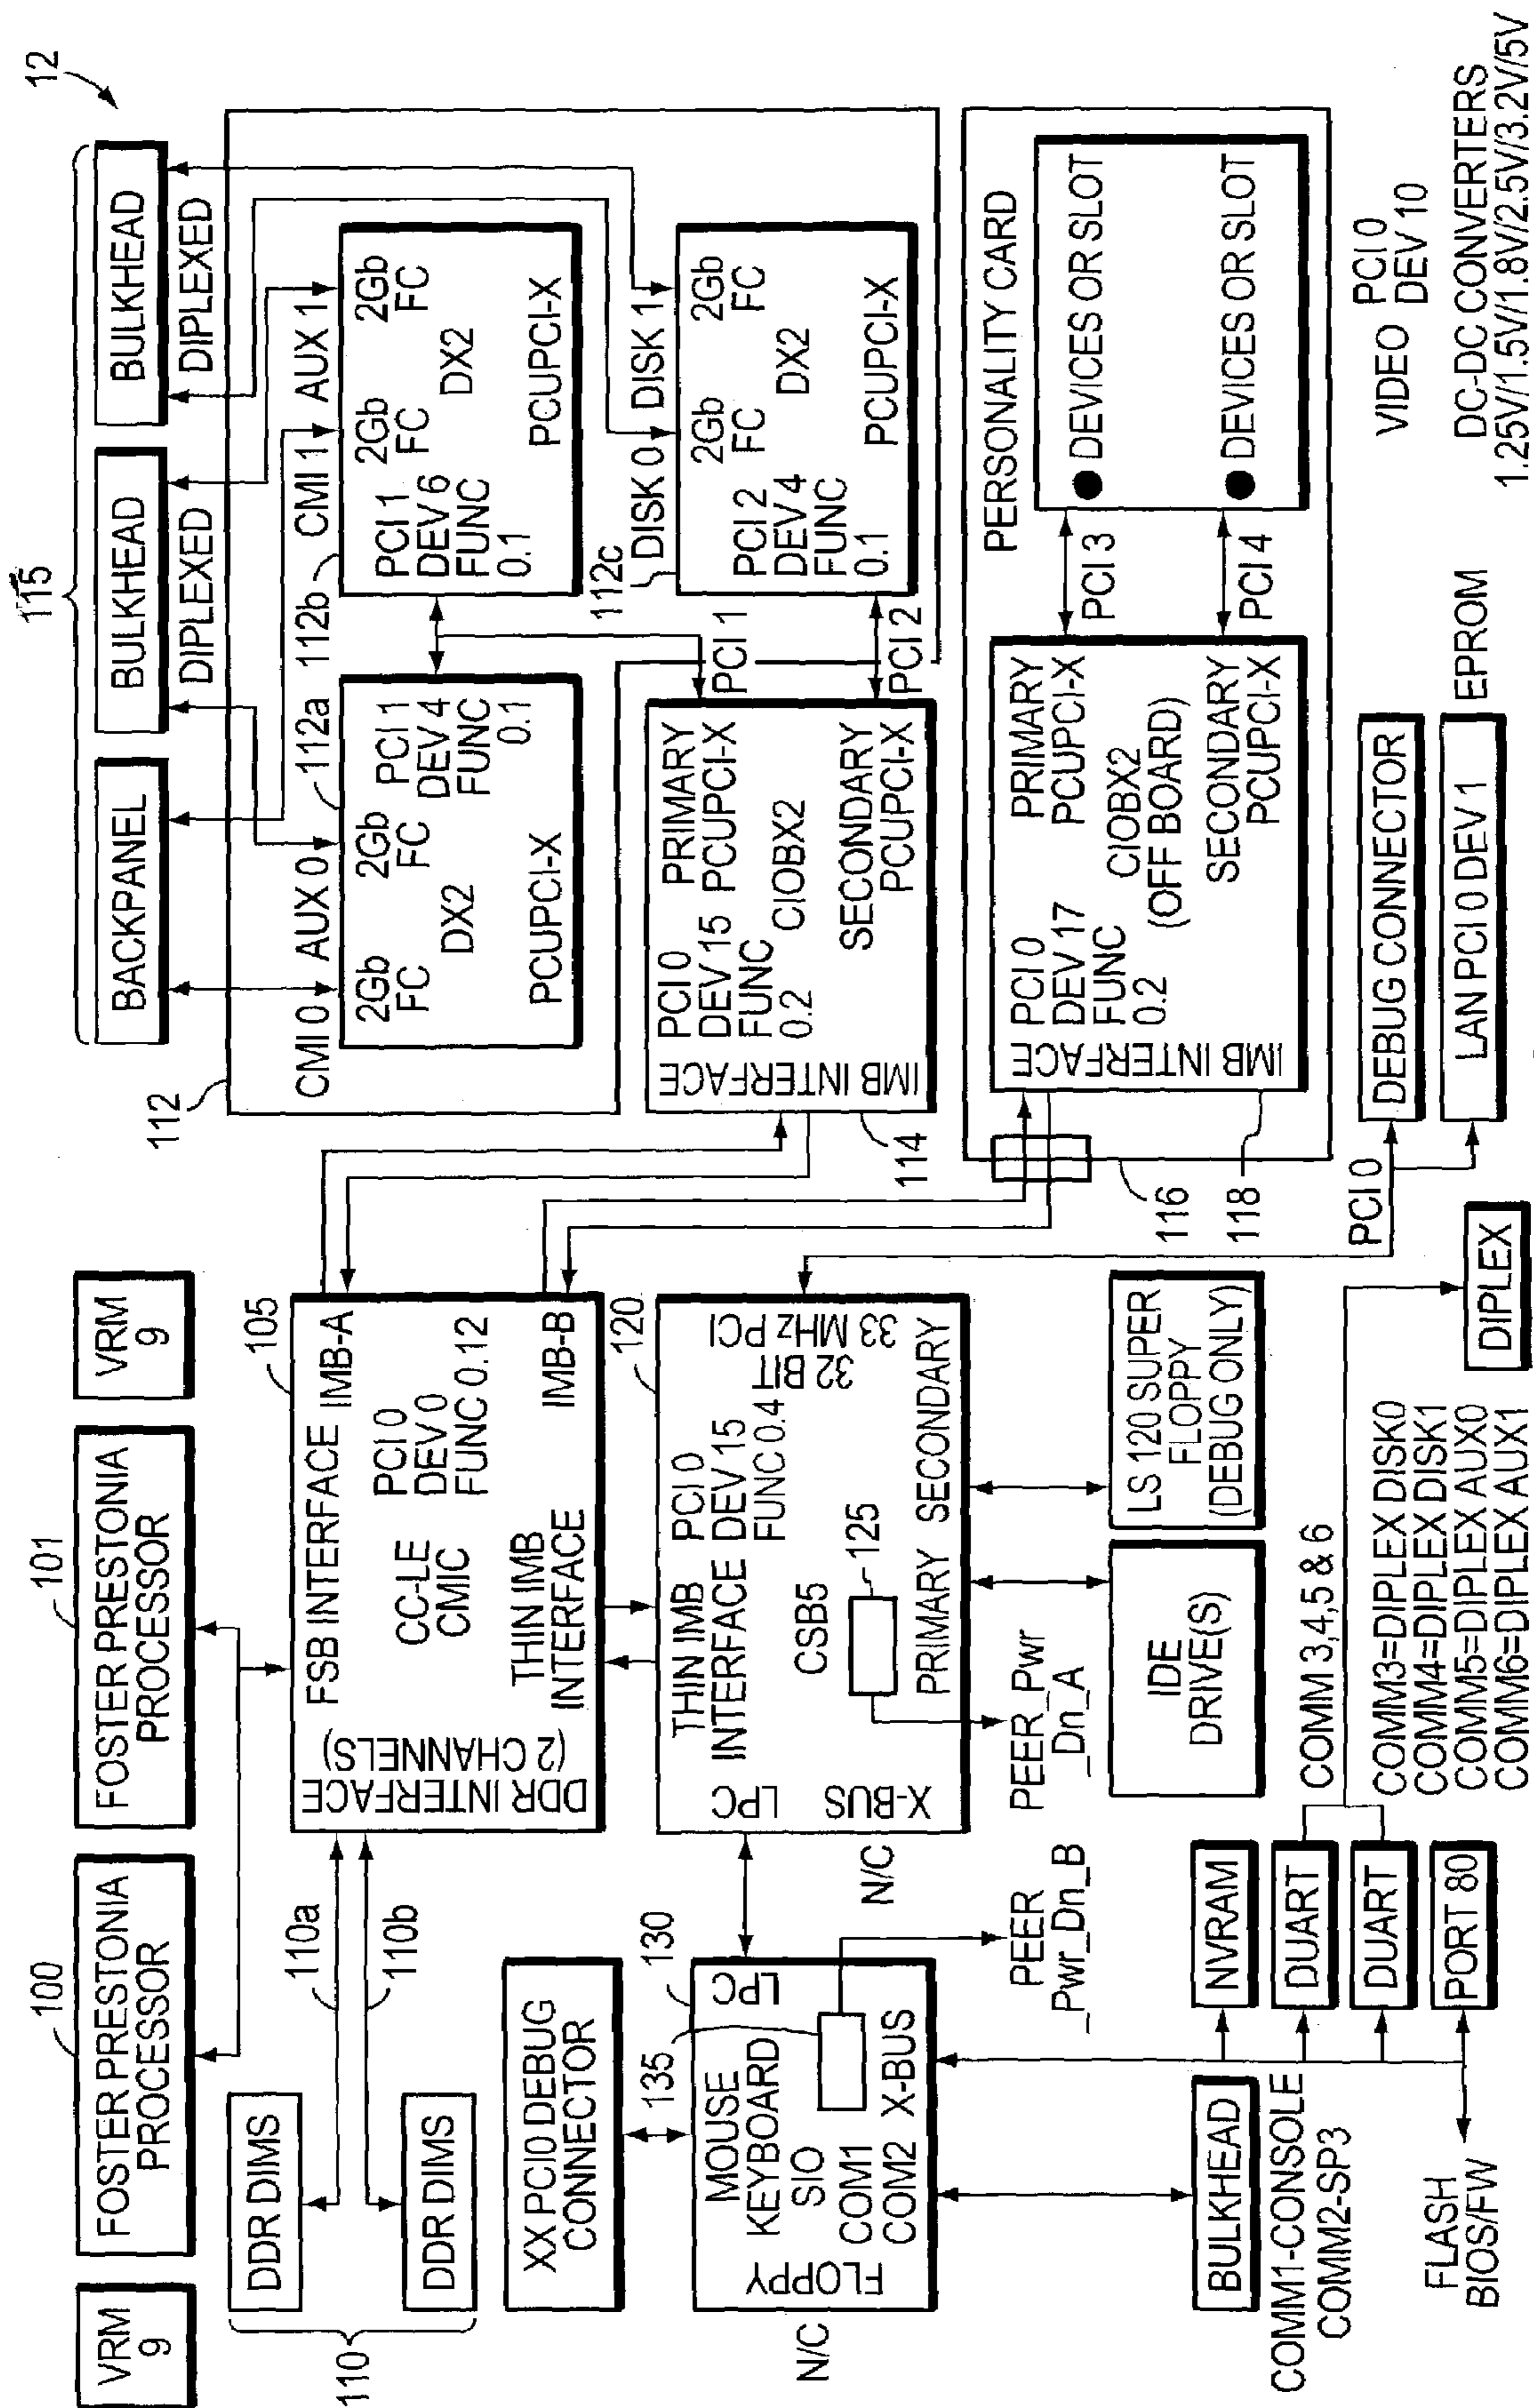 12
VRM
9
100
FOSTER PRESTONIA
PROCESSOR
101
FOSTER PRESTONIA
PROCESSOR
VRM
9
115
BACKPANEL
BULKHEAD
DIPLEXED
BULKHEAD
DIPLEXED
110
DDR DIMS
DDR DIMS
110a
110b
105
FSB INTERFACE
IMB-A
DDR INTERFACE
(2 CHANNELS)
CC-LE
CMIC
PCI 0
DEV 0
FUNC 0.12
THIN IMB
INTERFACE
IMB-B
112
CMI 0
AUX 0
112a
2Gb
FC
2Gb
FC
DX2
PCI 1
DEV 4
FUNC
0.1
PCUPCI-X
112b
CMI 1
AUX 1
PCI 1
DEV 6
FUNC
0.1
2Gb
FC
2Gb
FC
DX2
PCUPCI-X
112c
DISK 0
DISK 1
PCI 2
DEV 4
FUNC
0.1
2Gb
FC
2Gb
FC
DX2
PCUPCI-X
PCI 1
PCI 2
IMB INTERFACE
PCI 0
DEV 15
FUNC
0.2
PRIMARY
PCUPCI-X
CIOBX2
SECONDARY
PCUPCI-X
114
XX PCI0 DEBUG
CONNECTOR
135
130
MOUSE
KEYBOARD
SIO
COM1
COM2
LPC
X-BUS
FLOPPY
N/C
PEER
_Pwr_Dn_B
120
THIN IMB
INTERFACE
PCI 0
DEV 15
FUNC 0.4
32 BIT
33 MHz PCI
LPC
X-BUS
N/C
CSB5
125
PRIMARY
SECONDARY
PEER_Pwr
_Dn_A
IDE
DRIVE(S)
LS 120 SUPER
FLOPPY
(DEBUG ONLY)
PERSONALITY CARD
IMB INTERFACE
PCI 0
DEV 17
FUNC
0.2
PRIMARY
PCUPCI-X
CIOBX2
(OFF BOARD)
SECONDARY
PCUPCI-X
PCI 3
PCI 4
DEVICES OR SLOT
DEVICES OR SLOT
116
118
PCI 0
DEBUG CONNECTOR
LAN PCI 0 DEV 1
EPROM
VIDEO
PCI 0
DEV 10
DC-DC CONVERTERS
1.25V/1.5V/1.8V/2.5V/3.2V/5V
BULKHEAD
COMM1-CONSOLE
COMM2-SP3
FLASH
BIOS/FW
NVRAM
DUART
DUART
PORT 80
COMM 3,4,5 & 6
COMM3=DIPLEX DISK0
COMM4=DIPLEX DISK1
COMM5=DIPLEX AUX0
COMM6=DIPLEX AUX1
DIPLEX